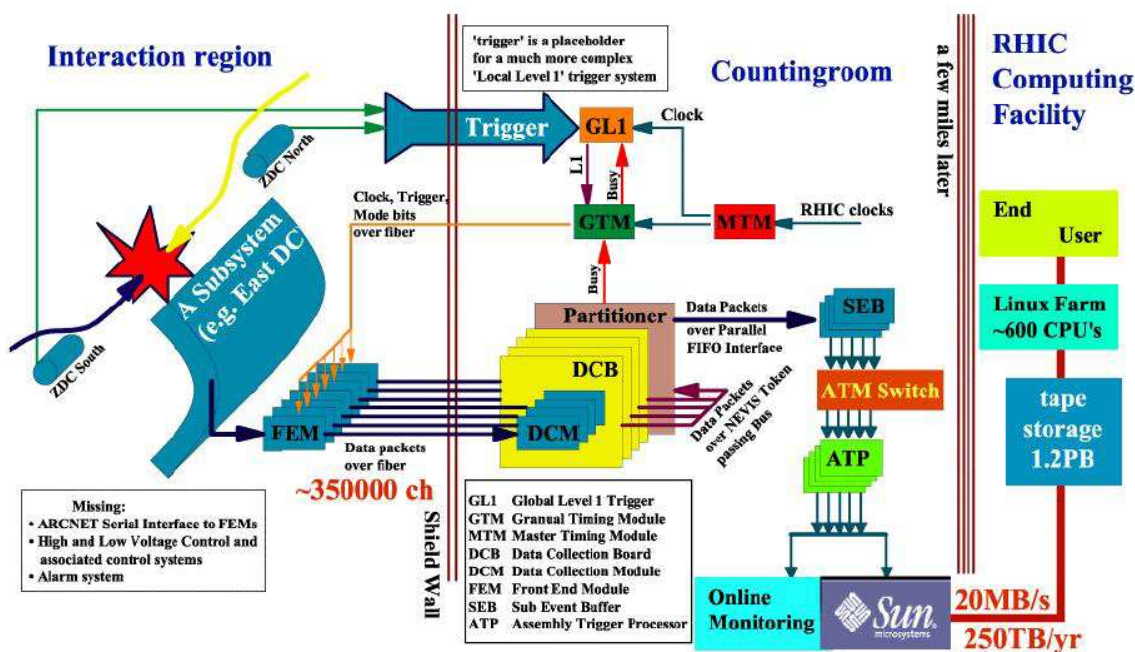 Interaction region
'trigger' is a placeholder
for a much more complex
'Local Level 1' trigger system
Countingroom
a few miles later
RHIC
Computing
Facility
ZDC North
Trigger
GL1
Clock
L1
Busy
Clock, Trigger,
Mode bits
over fiber
GTM
MTM
RHIC clocks
End
User
A Subsystem
(e.g. East DC)
Busy
Partitioner
Data Packets
over Parallel
FIFO Interface
SEB
Linux Farm
~600 CPU's
ZDC South
DCB
ATM Switch
Data Packets
over NEVIS Token
passing Bus
FEM
DCM
Data packets
over fiber
~350000 ch
ATP
tape
storage
1.2PB
Missing:
• ARCNET Serial Interface to FEMs
• High and Low Voltage Control and
associated control systems
• Alarm system
Shield Wall
GL1 Global Level 1 Trigger
GTM Granual Timing Module
MTM Master Timing Module
DCB Data Collection Board
DCM Data Collection Module
FEM Front End Module
SEB Sub Event Buffer
ATP Assembly Trigger Processor
Online
Monitoring
Sun
microsystems
20MB/s
250TB/yr